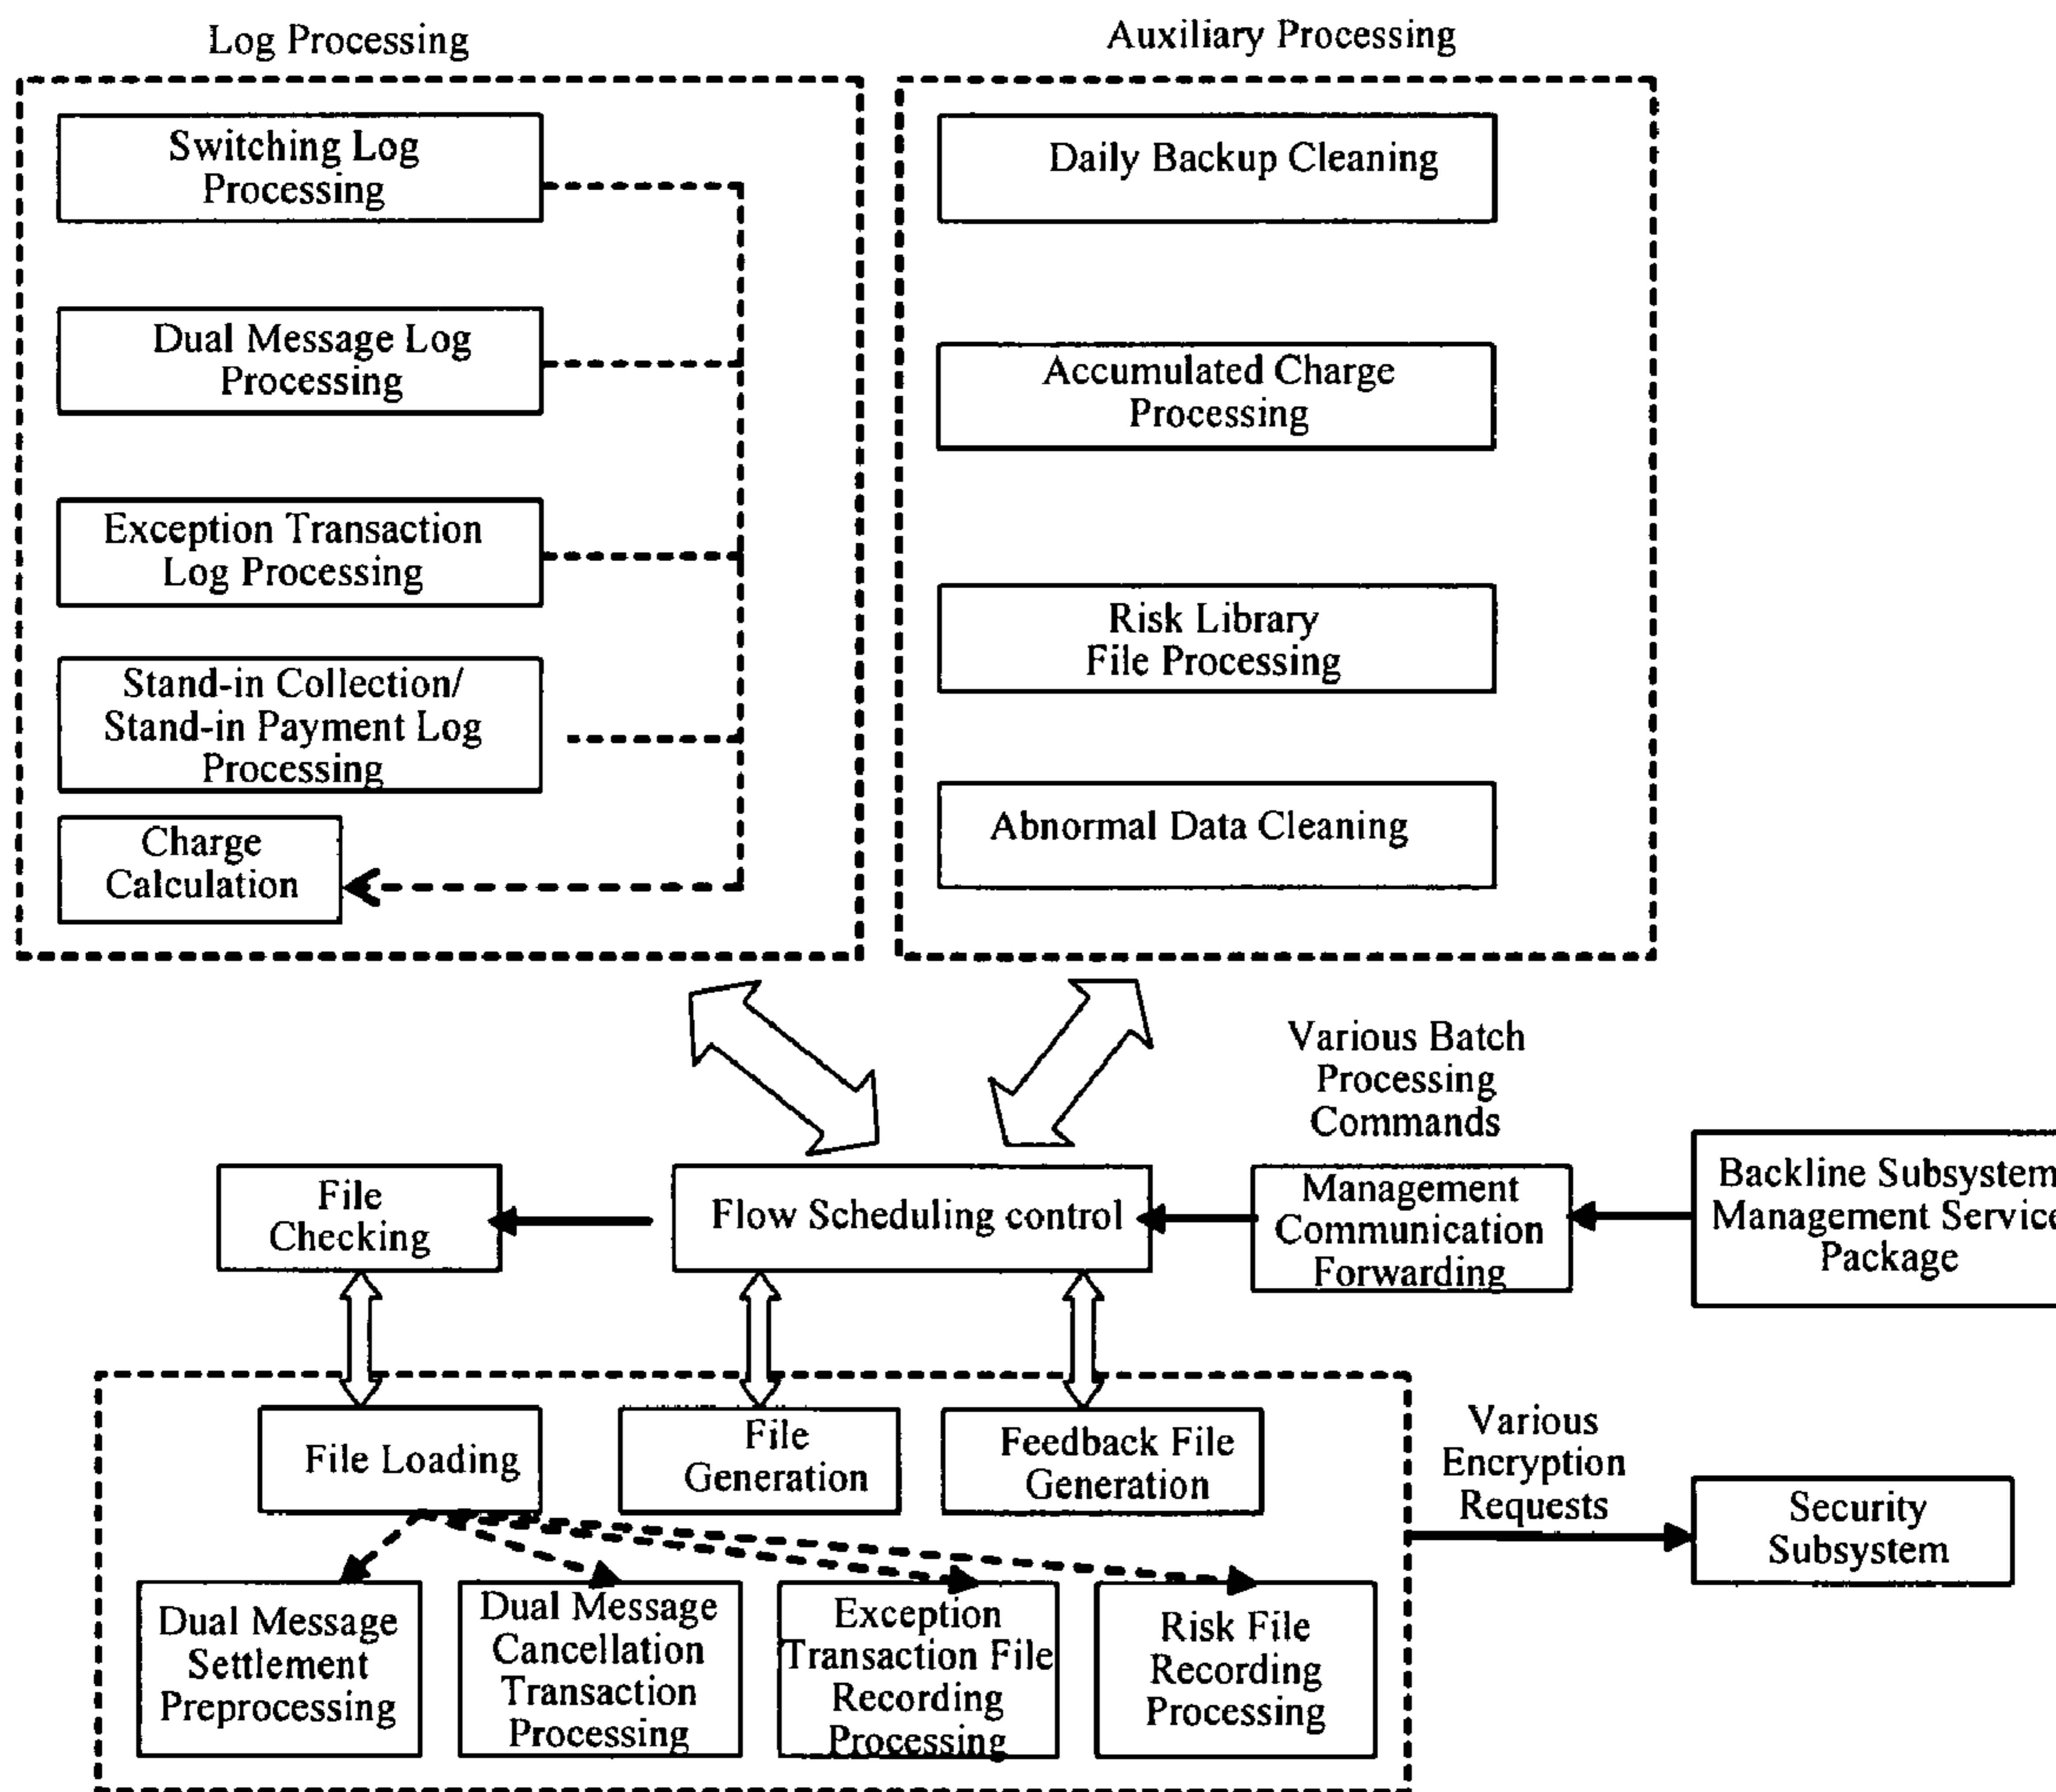 Log Processing
Auxiliary Processing
Switching Log
Processing
Daily Backup Cleaning
Dual Message Log
Processing
Accumulated Charge
Processing
Exception Transaction
Log Processing
Risk Library
File Processing
Stand-in Collection/
Stand-in Payment Log
Processing
Abnormal Data Cleaning
Charge
Calculation
Various Batch
Processing
Commands
File
Checking
Flow Scheduling control
Management
Communication
Forwarding
Backline Subsystem
Management Service
Package
File Loading
File
Generation
Feedback File
Generation
Various
Encryption
Requests
Security
Subsystem
Dual Message
Settlement
Preprocessing
Dual Message
Cancellation
Transaction
Processing
Exception
Transaction File
Recording
Processing
Risk File
Recording
Processing